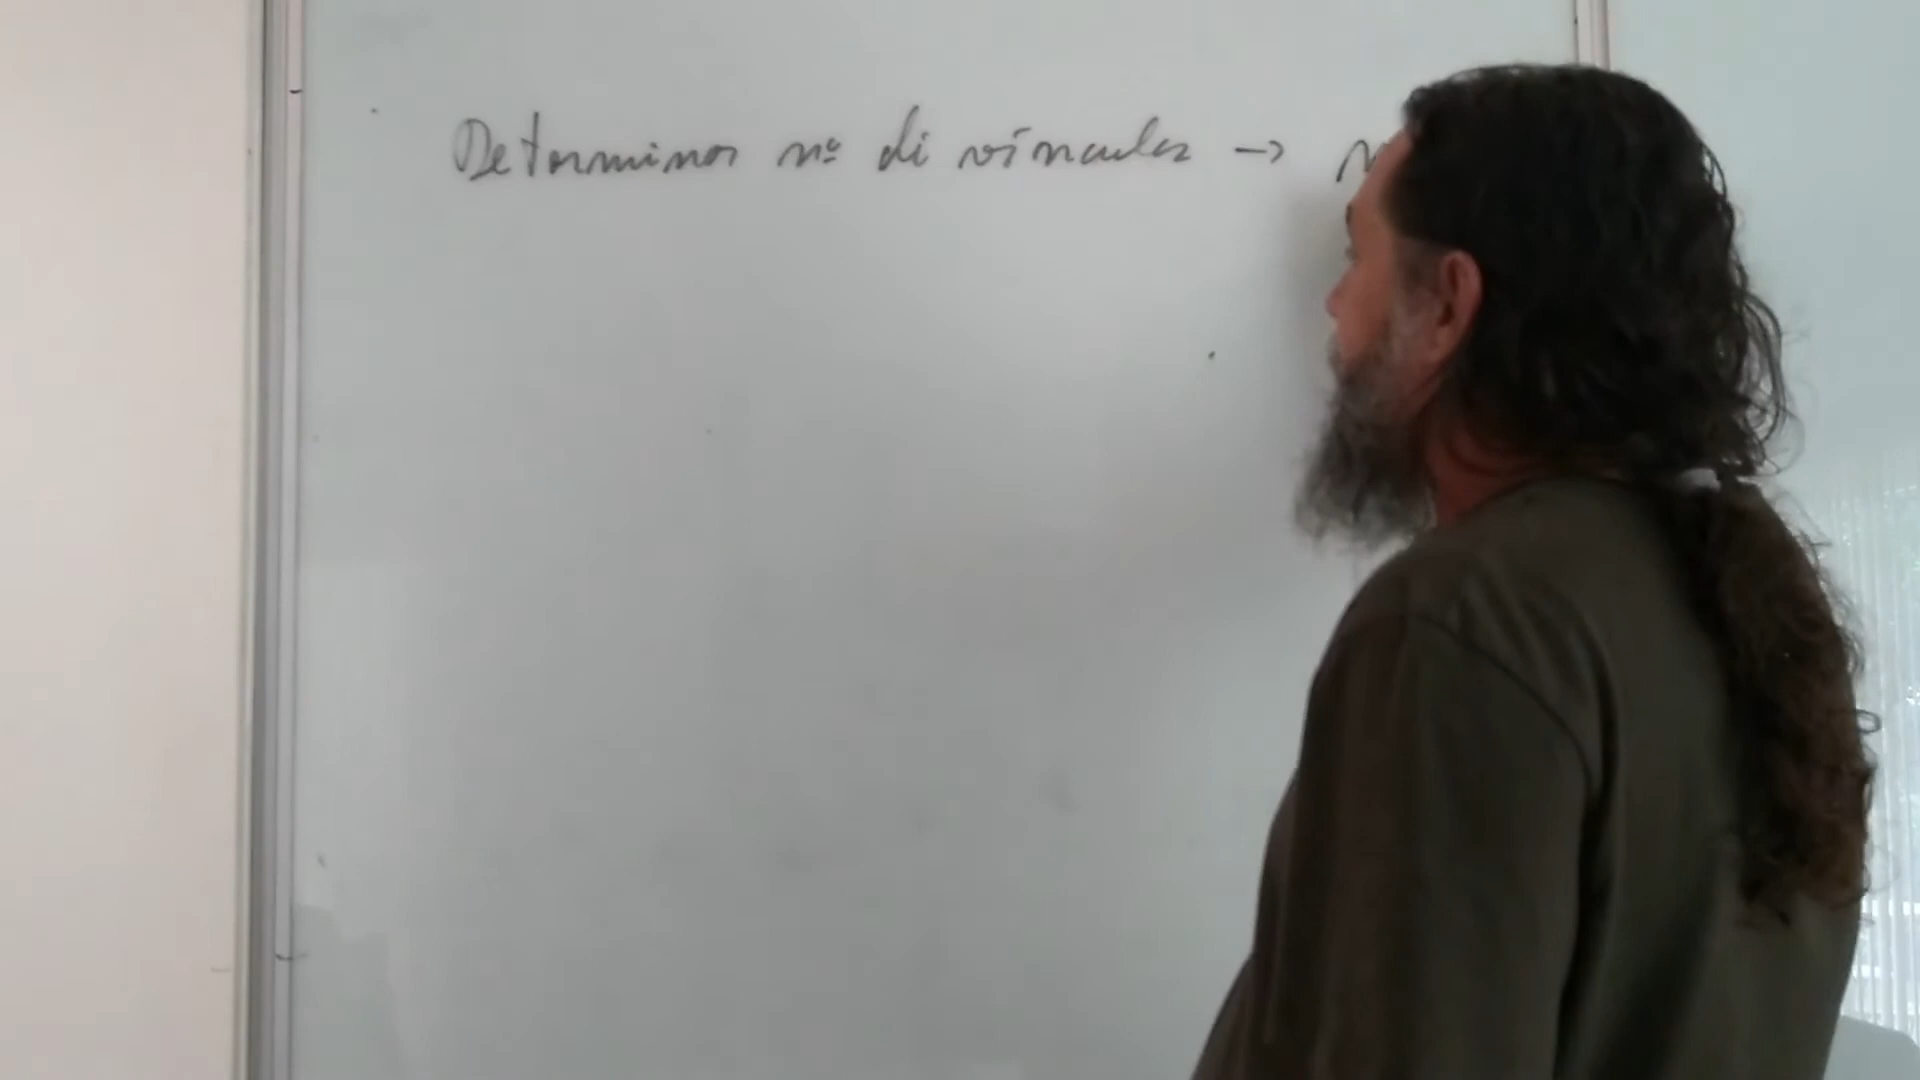 Determinar nº de vínculos → n